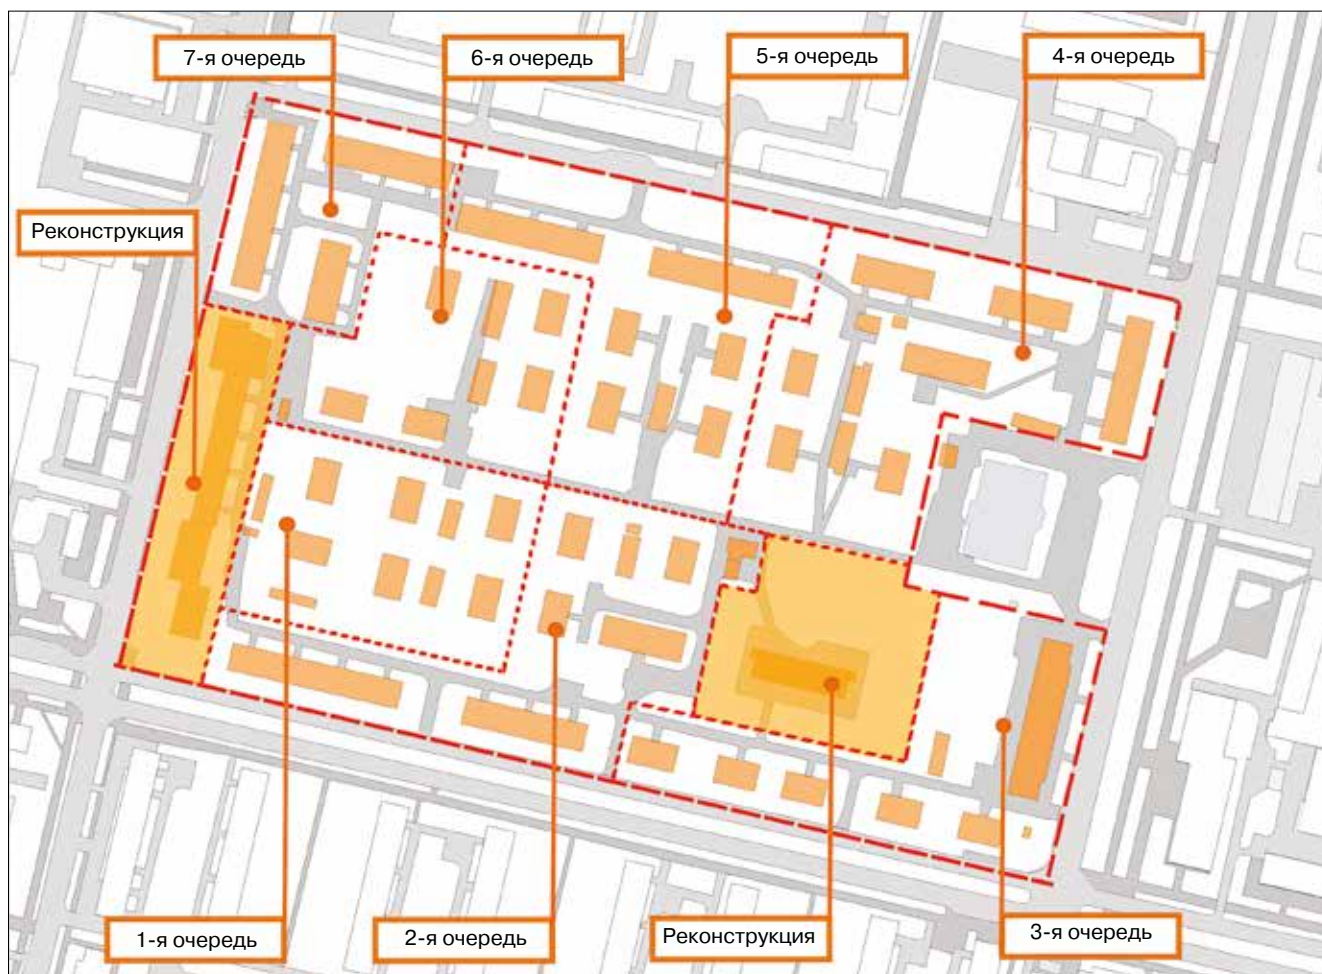 7-я очередь
6-я очередь
5-я очередь
4-я очередь
Реконструкция
1-я очередь
2-я очередь
Реконструкция
3-я очередь